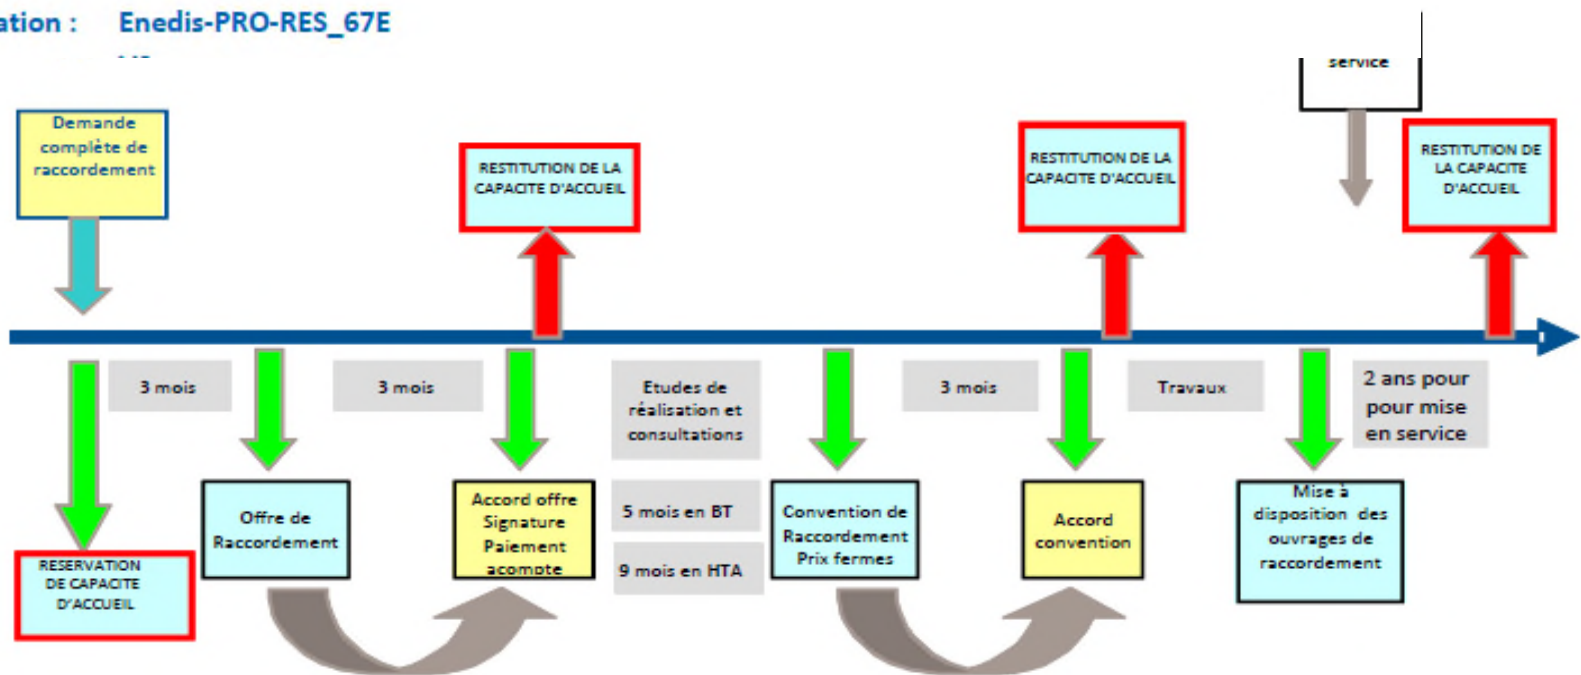 ation : Enedis-PRO-RES_67E
service
Demande
complète de
raccordement
RESTITUTION DE LA
CAPACITE D'ACCUEIL
RESTITUTION DE LA
CAPACITE D'ACCUEIL
RESTITUTION DE
LA CAPACITE
D'ACCUEIL
3 mois
3 mois
Etudes de
réalisation et
consultations
3 mois
Travaux
2 ans pour
pour mise
en service
5 mois en BT
9 mois en HTA
RESERVATION
DE CAPACITE
D'ACCUEIL
Offre de
Raccordement
Accord offre
Signature
Paiement
acompte
Convention de
Raccordement
Prix fermes
Accord
convention
Mise à
disposition des
ouvrages de
raccordement